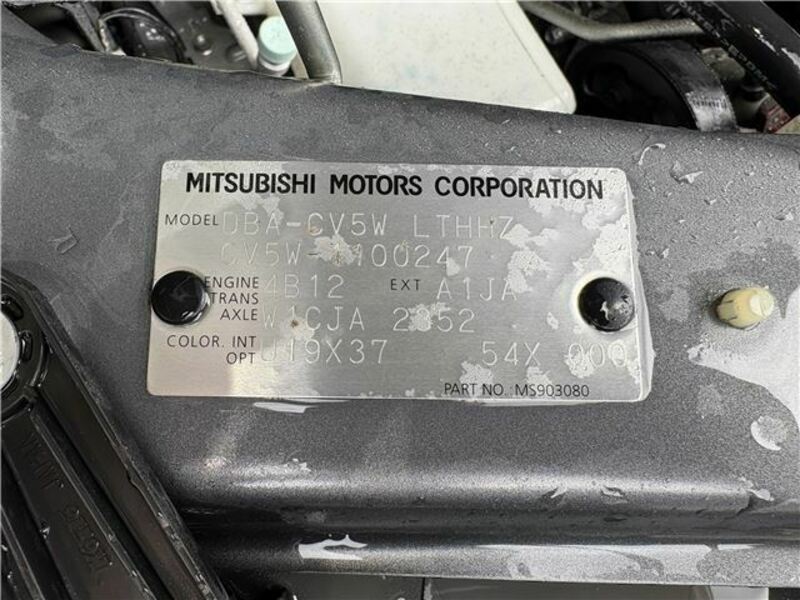 MITSUBISHI MOTORS CORPORATION
MODEL DBA-CV5W LTHHZ
CV5W-1100247
ENGINE 4B12 EXT A1JA
TRANS
AXLE W1CJA 2352
COLOR. INT U19X37 54X 000
OPT
PART NO.: MS903080